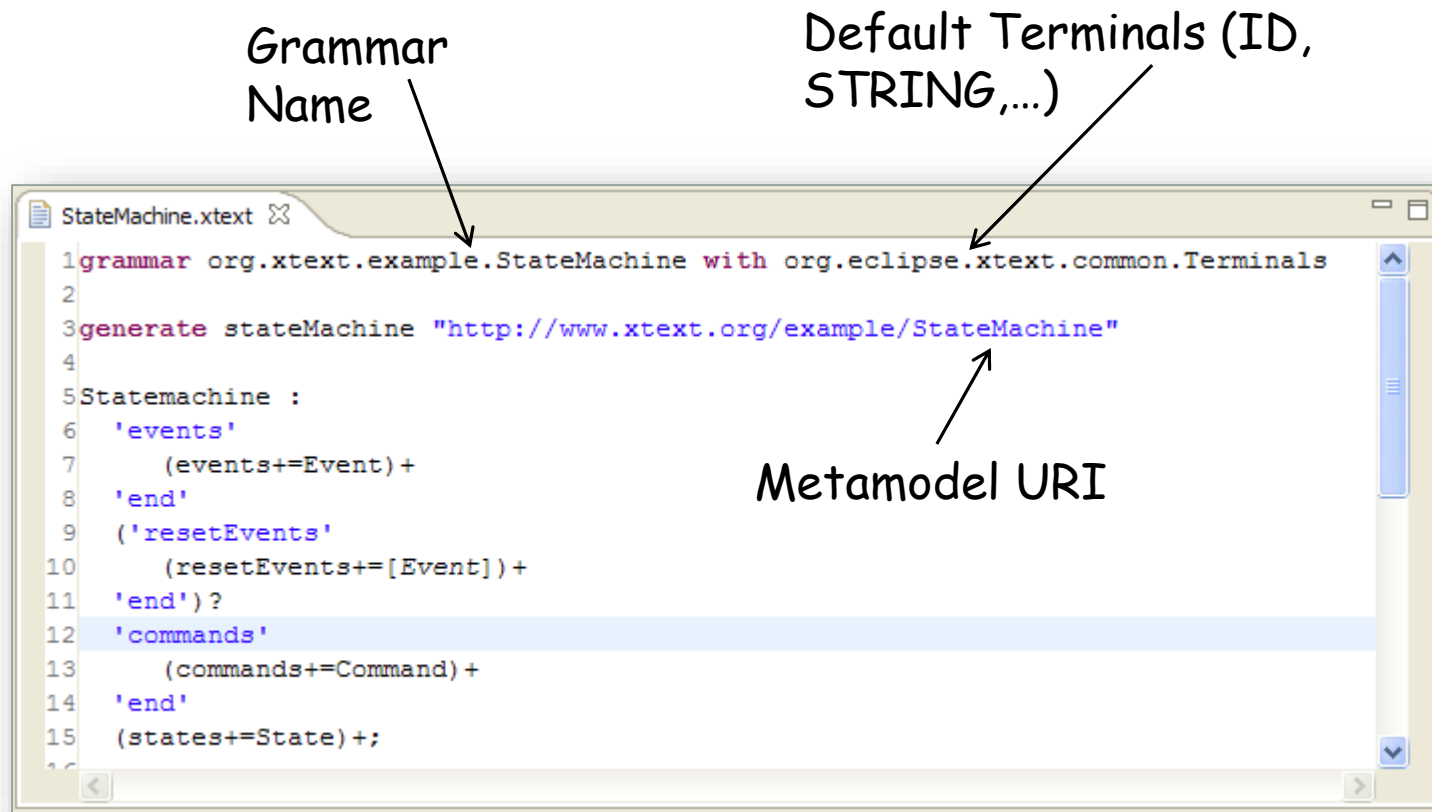 Grammar
Name
Default Terminals (ID,
STRING,…)
StateMachine.xtext
1grammar org.xtext.example.StateMachine with org.eclipse.xtext.common.Terminals
2
3generate stateMachine "http://www.xtext.org/example/StateMachine"
4
5Statemachine :
6 'events'
7 (events+=Event)+
8 'end'
9 ('resetEvents'
10 (resetEvents+=[Event])+
11 'end')?
12 'commands'
13 (commands+=Command)+
14 'end'
15 (states+=State)+;
Metamodel URI